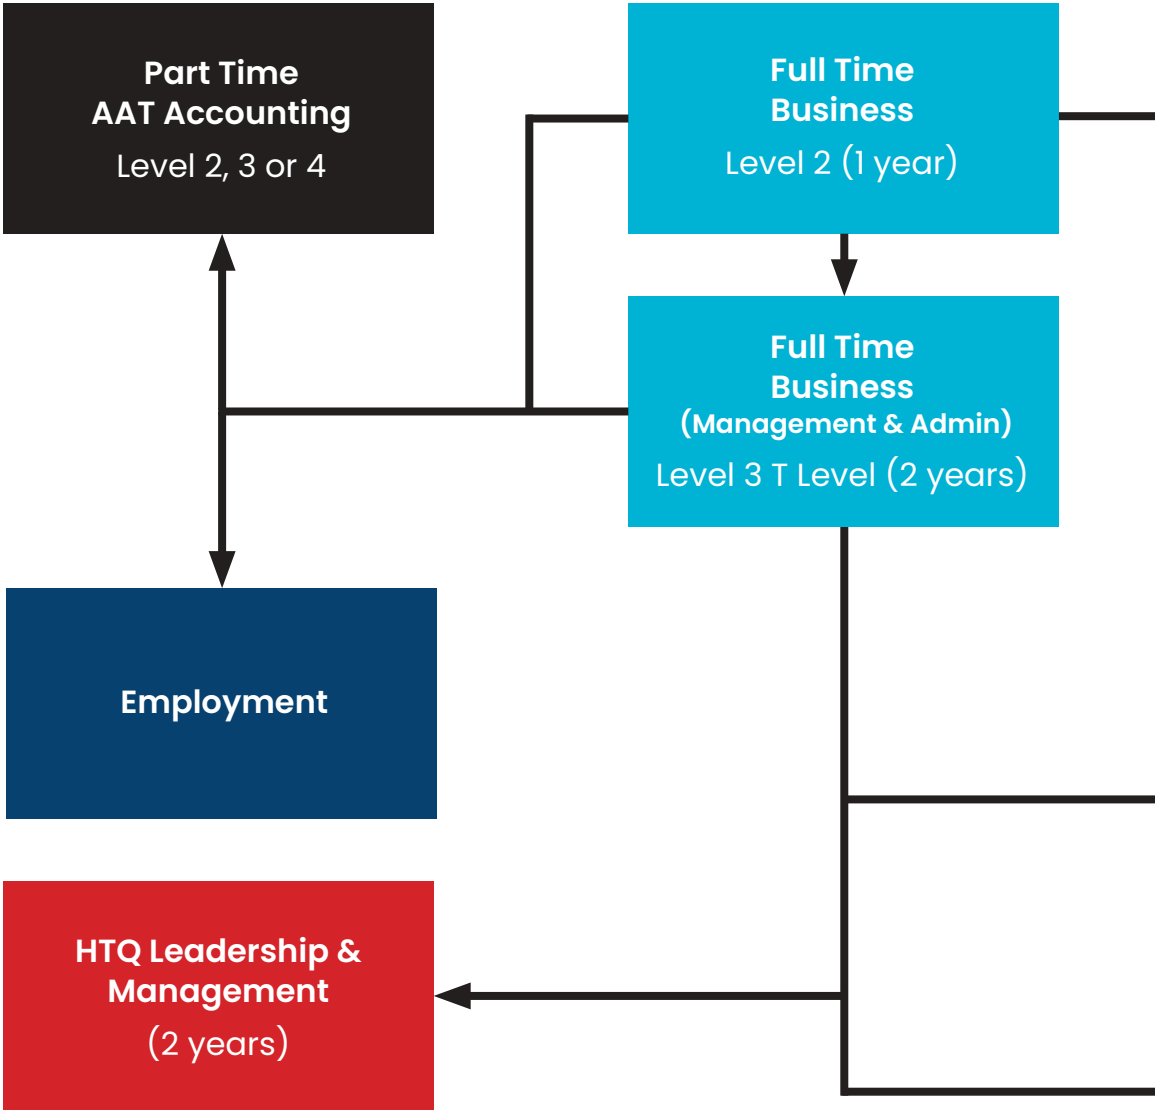 Part Time
AAT Accounting
Level 2, 3 or 4
Full Time
Business
Level 2 (1 year)
Full Time
Business
(Management & Admin)
Level 3 T Level (2 years)
Employment
HTQ Leadership &
Management
(2 years)